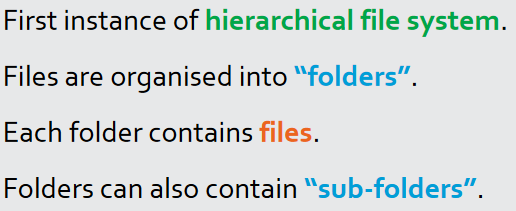 First instance of hierarchical file system.
Files are organised into “folders”.
Each folder contains files.
Folders can also contain “sub-folders”.